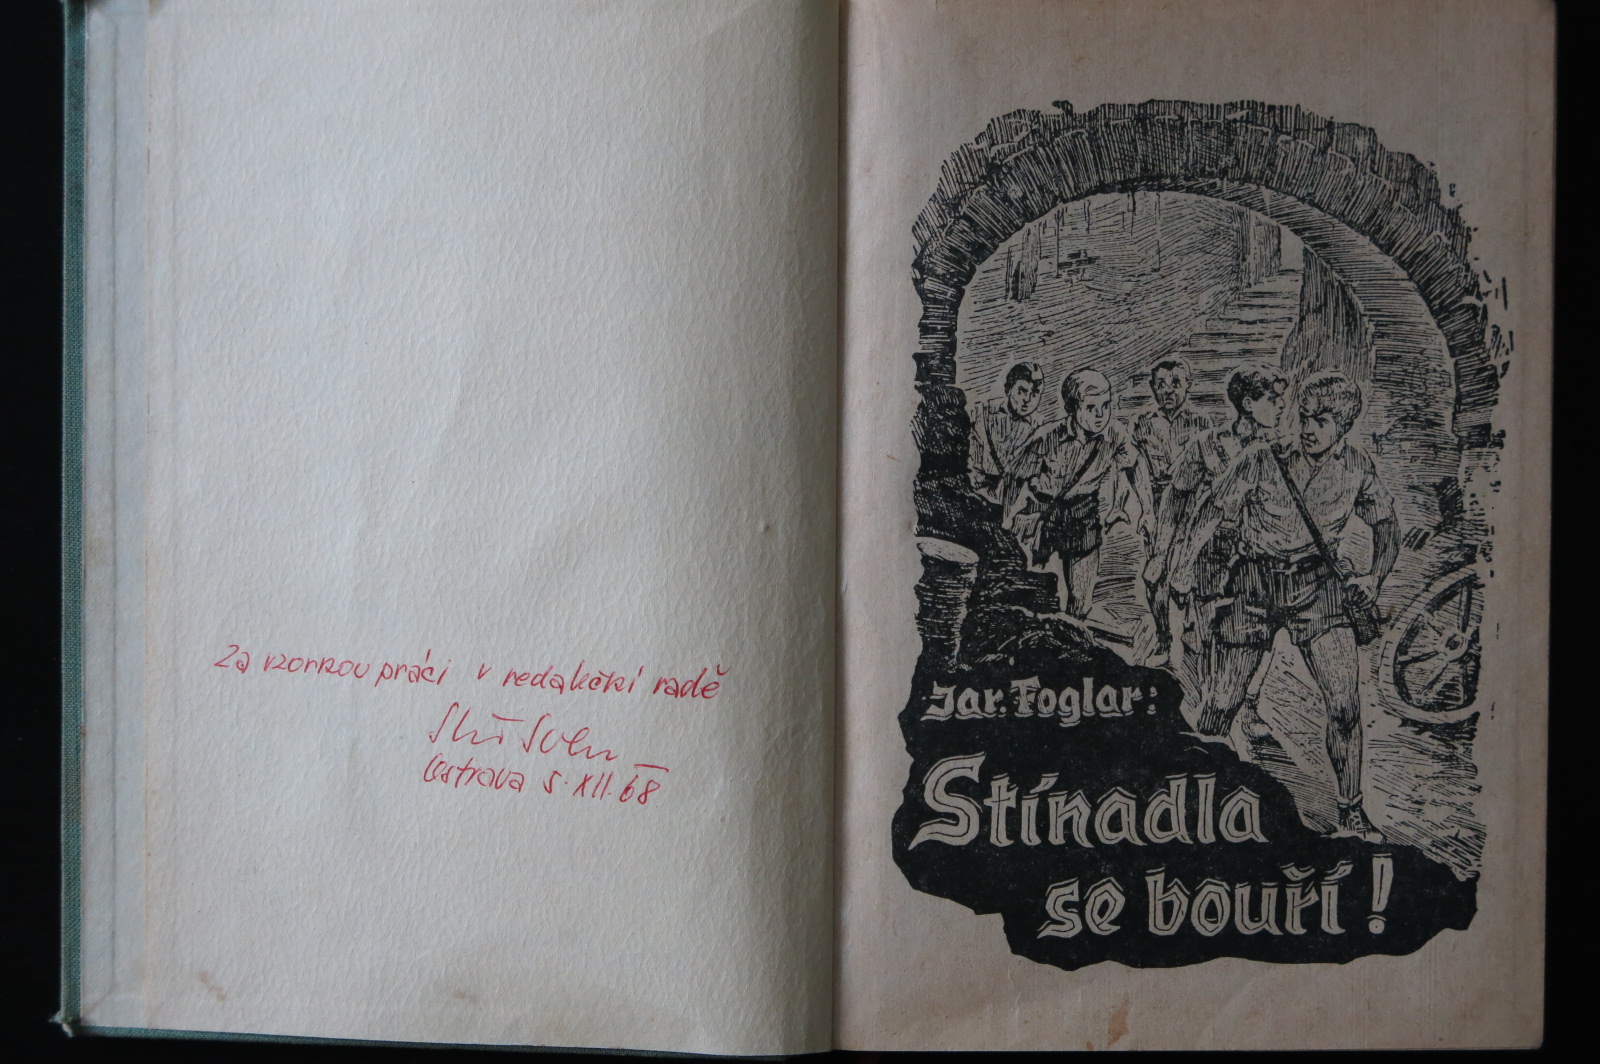 Za vzornou práci v redakční radě
Ostrava 5. XII. 68
Jar. Foglar:
Stínadla
se bouří!